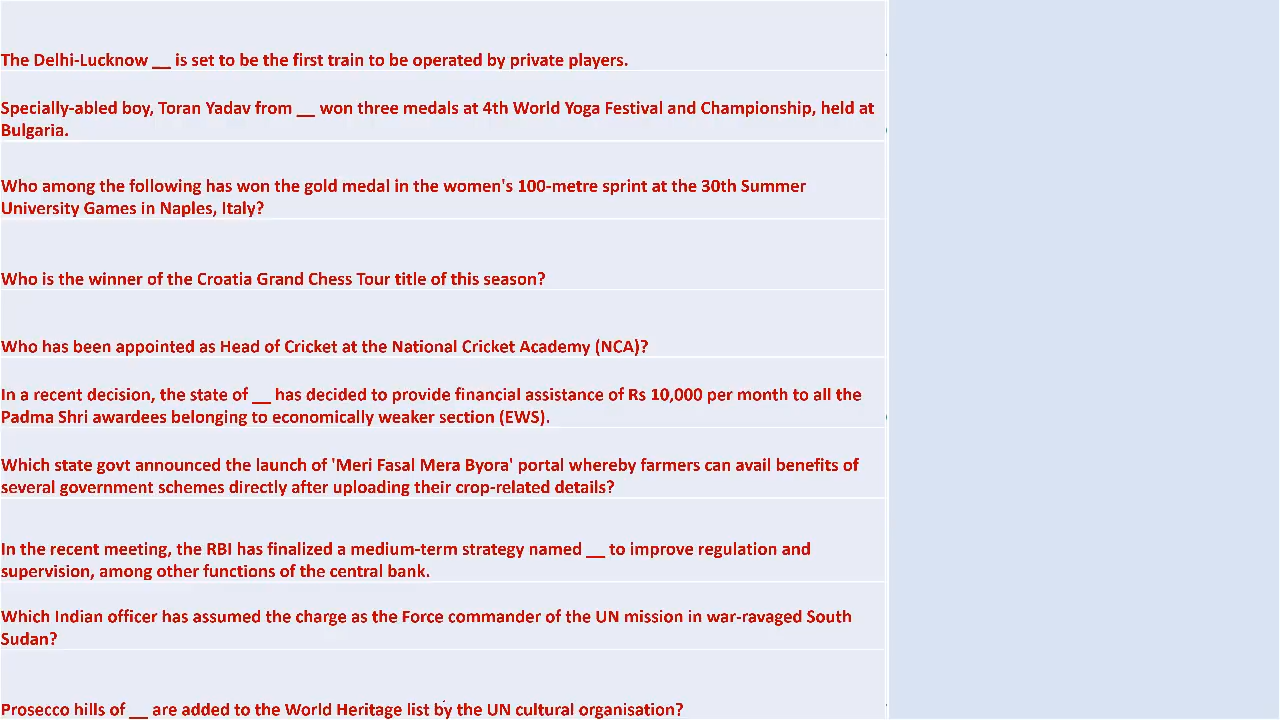 The Delhi-Lucknow __ is set to be the first train to be operated by private players.
Specially-abled boy, Toran Yadav from __ won three medals at 4th World Yoga Festival and Championship, held at
Bulgaria.
Who among the following has won the gold medal in the women's 100-metre sprint at the 30th Summer
University Games in Naples, Italy?
Who is the winner of the Croatia Grand Chess Tour title of this season?
Who has been appointed as Head of Cricket at the National Cricket Academy (NCA)?
In a recent decision, the state of __ has decided to provide financial assistance of Rs 10,000 per month to all the
Padma Shri awardees belonging to economically weaker section (EWS).
Which state govt announced the launch of 'Meri Fasal Mera Byora' portal whereby farmers can avail benefits of
several government schemes directly after uploading their crop-related details?
In the recent meeting, the RBI has finalized a medium-term strategy named __ to improve regulation and
supervision, among other functions of the central bank.
Which Indian officer has assumed the charge as the Force commander of the UN mission in war-ravaged South
Sudan?
Prosecco hills of __ are added to the World Heritage list by the UN cultural organisation?